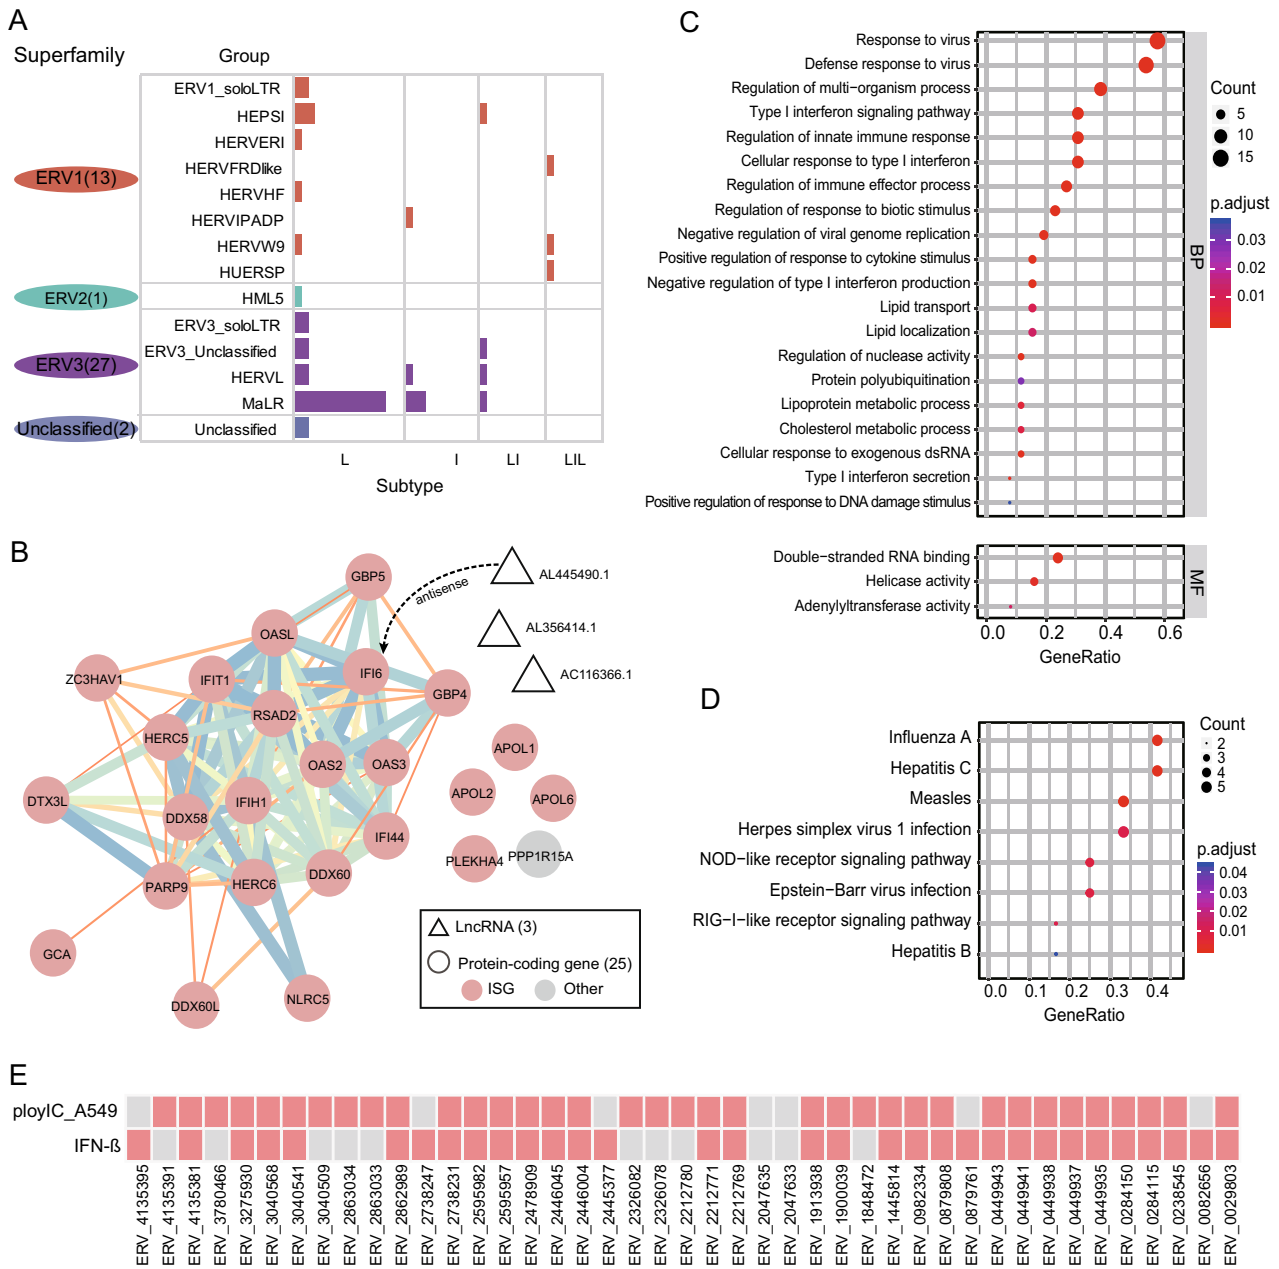 A
Superfamily
Group
ERV1_soloLTR
HEPSI
HERVERI
HERVFRDlike
HERVHF
HERVIPADP
HERVW9
HUERSP
HML5
ERV3_soloLTR
ERV3_Unclassified
HERVL
MaLR
Unclassified
ERV1(13)
ERV2(1)
ERV3(27)
Unclassified(2)
L
I
LI
LIL
Subtype
B
GBP5
OASL
ZC3HAV1
IFIT1
IFI6
GBP4
RSAD2
HERC5
OAS2
OAS3
DTX3L
DDX58
IFIH1
IFI44
PARP9
HERC6
DDX60
GCA
DDX60L
NLRC5
antisense
AL445490.1
AL356414.1
AC116366.1
APOL1
APOL2
APOL6
PLEKHA4
PPP1R15A
LncRNA (3)
Protein-coding gene (25)
ISG
Other
C
Response to virus
Defense response to virus
Regulation of multi−organism process
Type I interferon signaling pathway
Regulation of innate immune response
Cellular response to type I interferon
Regulation of immune effector process
Regulation of response to biotic stimulus
Negative regulation of viral genome replication
Positive regulation of response to cytokine stimulus
Negative regulation of type I interferon production
Lipid transport
Lipid localization
Regulation of nuclease activity
Protein polyubiquitination
Lipoprotein metabolic process
Cholesterol metabolic process
Cellular response to exogenous dsRNA
Type I interferon secretion
Positive regulation of response to DNA damage stimulus
BP
Double−stranded RNA binding
Helicase activity
Adenylyltransferase activity
MF
0.0 0.2 0.4 0.6
GeneRatio
Count
5
10
15
p.adjust
0.03
0.02
0.01
D
Influenza A
Hepatitis C
Measles
Herpes simplex virus 1 infection
NOD−like receptor signaling pathway
Epstein−Barr virus infection
RIG−I−like receptor signaling pathway
Hepatitis B
0.0 0.1 0.2 0.4
GeneRatio
Count
2
3
4
5
p.adjust
0.04
0.03
0.02
0.01
E
ployIC_A549
IFN-ß
ERV_4135395
ERV_4135391
ERV_4135381
ERV_3780466
ERV_3275930
ERV_3040568
ERV_3040541
ERV_3040509
ERV_2863034
ERV_2863033
ERV_2862989
ERV_2738247
ERV_2738231
ERV_2595982
ERV_2595957
ERV_2478909
ERV_2446045
ERV_2446004
ERV_2445377
ERV_2326082
ERV_2326078
ERV_2212780
ERV_2212771
ERV_2212769
ERV_2047635
ERV_2047633
ERV_1913938
ERV_1900039
ERV_1848472
ERV_1445814
ERV_0982334
ERV_0879808
ERV_0879761
ERV_0449943
ERV_0449941
ERV_0449938
ERV_0449937
ERV_0449935
ERV_0284150
ERV_0284115
ERV_0238545
ERV_0082656
ERV_0029803